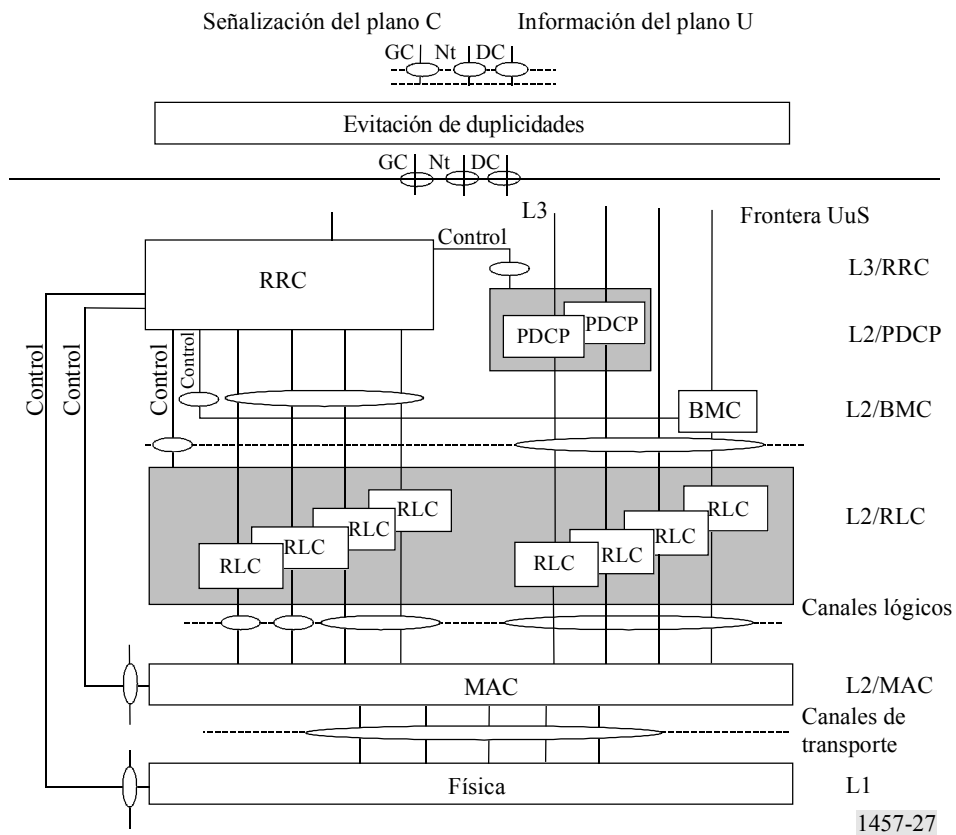 Señalización del plano C
Información del plano U
GC Nt DC
Evitación de duplicidades
GC Nt DC
L3
Frontera UuS
Control
RRC
L3/RRC
PDCP
PDCP
L2/PDCP
Control
Control
Control
Control
BMC
L2/BMC
RLC
RLC
RLC
RLC
RLC
RLC
RLC
RLC
L2/RLC
Canales lógicos
MAC
L2/MAC
Canales de
transporte
Física
L1
1457-27